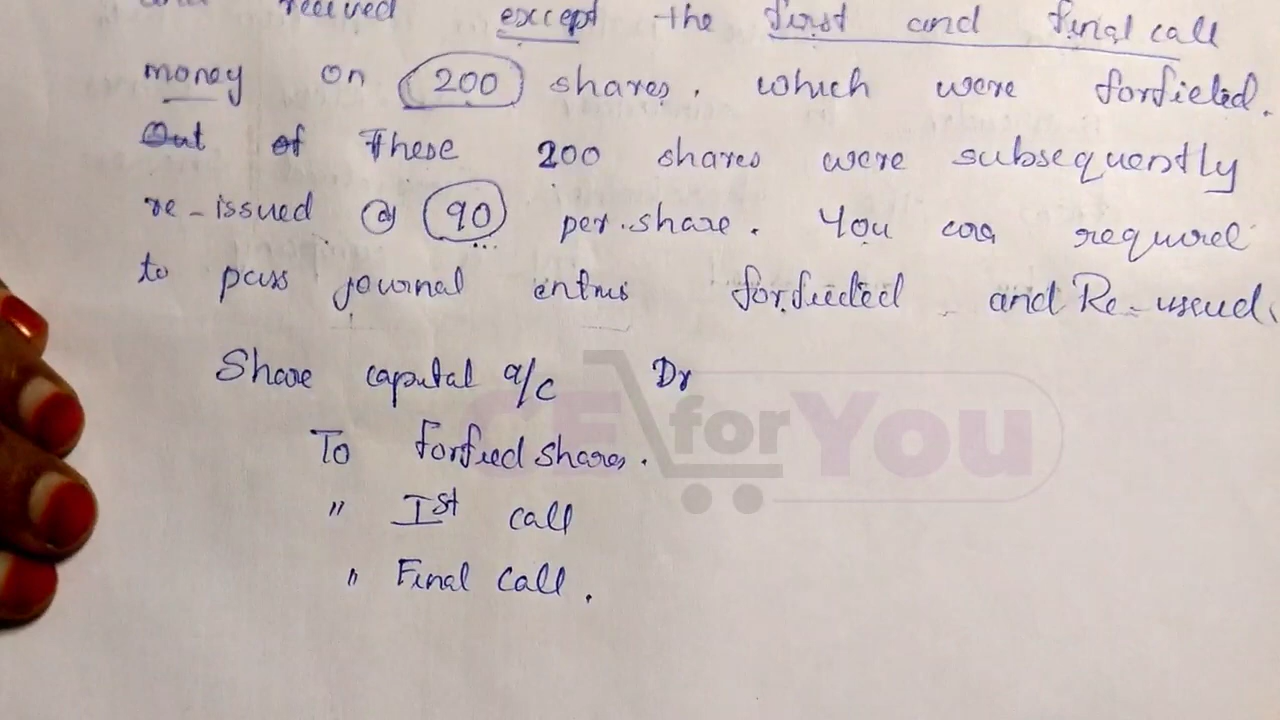 received except the first and final call
money on 200 shares, which were forfieted.
Out of These 200 shares were subsequently
re-issued @ 90 per.share. You are required
to pass journal entries forfeited and Re-issued.
Share capital a/c Dr
To forfied shares.
" Ist call
" Final call.
CE for You